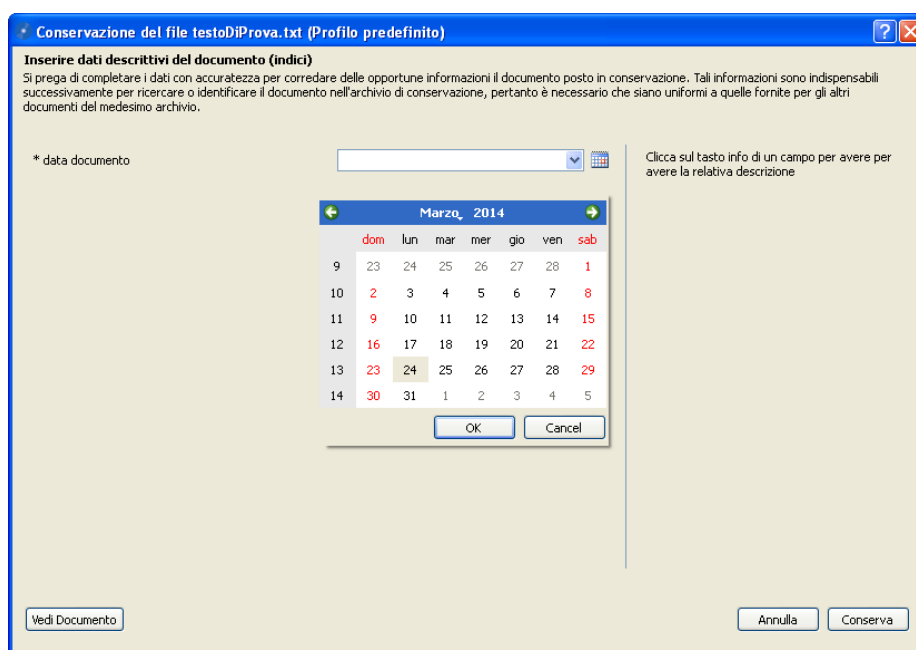 Conservazione del file testoDiProva.txt (Profilo predefinito)
Inserire dati descrittivi del documento (indici)
Si prega di completare i dati con accuratezza per corredare delle opportune informazioni il documento posto in conservazione. Tali informazioni sono indispensabili
successivamente per ricercare o identificare il documento nell'archivio di conservazione, pertanto è necessario che siano uniformi a quelle fornite per gli altri
documenti del medesimo archivio.
* data documento
Clicca sul tasto info di un campo per avere per
avere la relativa descrizione
Marzo, 2014
dom lun mar mer gio ven sab
9 23 24 25 26 27 28 1
10 2 3 4 5 6 7 8
11 9 10 11 12 13 14 15
12 16 17 18 19 20 21 22
13 23 24 25 26 27 28 29
14 30 31 1 2 3 4 5
OK Cancel
Vedi Documento Annulla Conserva